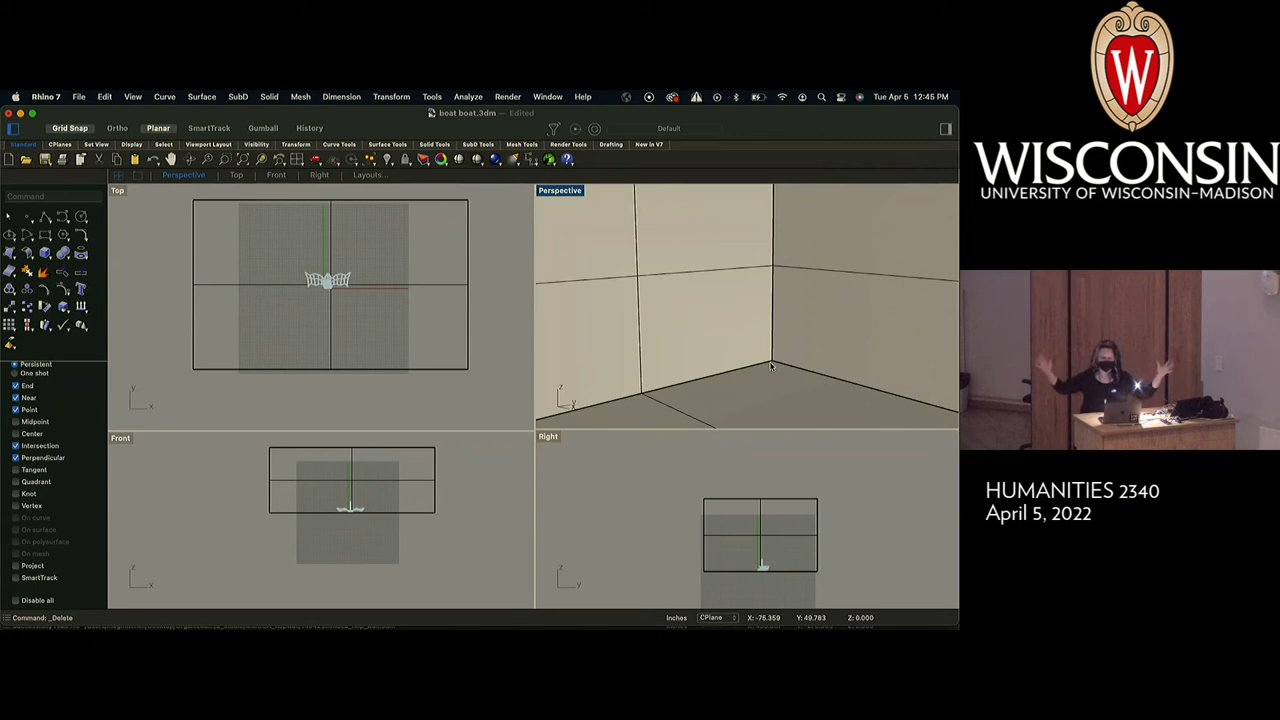 Rhino 7 File Edit View Curve Surface SubD Solid Mesh Dimension Transform Tools Analyze Render Window Help Tue Apr 5 12:45 PM
boat boat.3dm — Edited
Grid Snap Ortho Planar SmartTrack Gumball History Default
Standard CPlanes Set View Display Select Viewport Layout Visibility Transform Curve Tools Surface Tools Solid Tools SubD Tools Mesh Tools Render Tools Drafting New in V7
Perspective Top Front Right Layouts...
Command
Top
Perspective
Front
Right
Persistent
One shot
End
Near
Point
Midpoint
Center
Intersection
Perpendicular
Tangent
Quadrant
Knot
Vertex
On curve
On surface
On polysurface
On mesh
Project
SmartTrack
Disable all
y
x
z
y
z
x
z
y
Command: _Delete
Inches CPlane X: -75.359 Y: 49.783 Z: 0.000
W
WISCONSIN
UNIVERSITY OF WISCONSIN–MADISON
HUMANITIES 2340
April 5, 2022